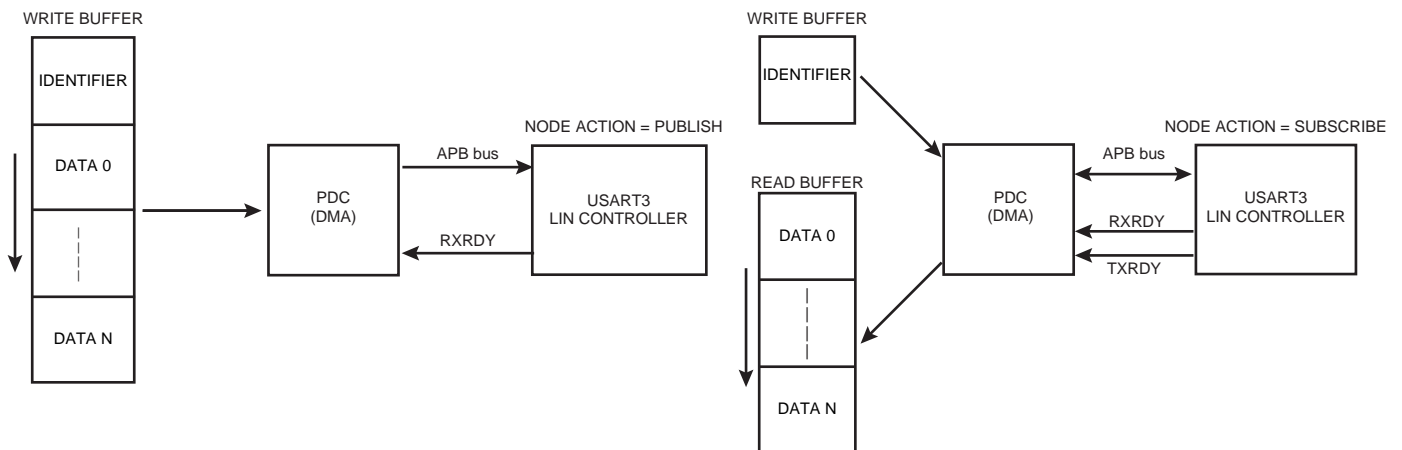 WRITE BUFFER
IDENTIFIER
DATA 0
DATA N
PDC
(DMA)
APB bus
RXRDY
NODE ACTION = PUBLISH
USART3
LIN CONTROLLER
WRITE BUFFER
IDENTIFIER
READ BUFFER
DATA 0
DATA N
PDC
(DMA)
APB bus
RXRDY
TXRDY
NODE ACTION = SUBSCRIBE
USART3
LIN CONTROLLER